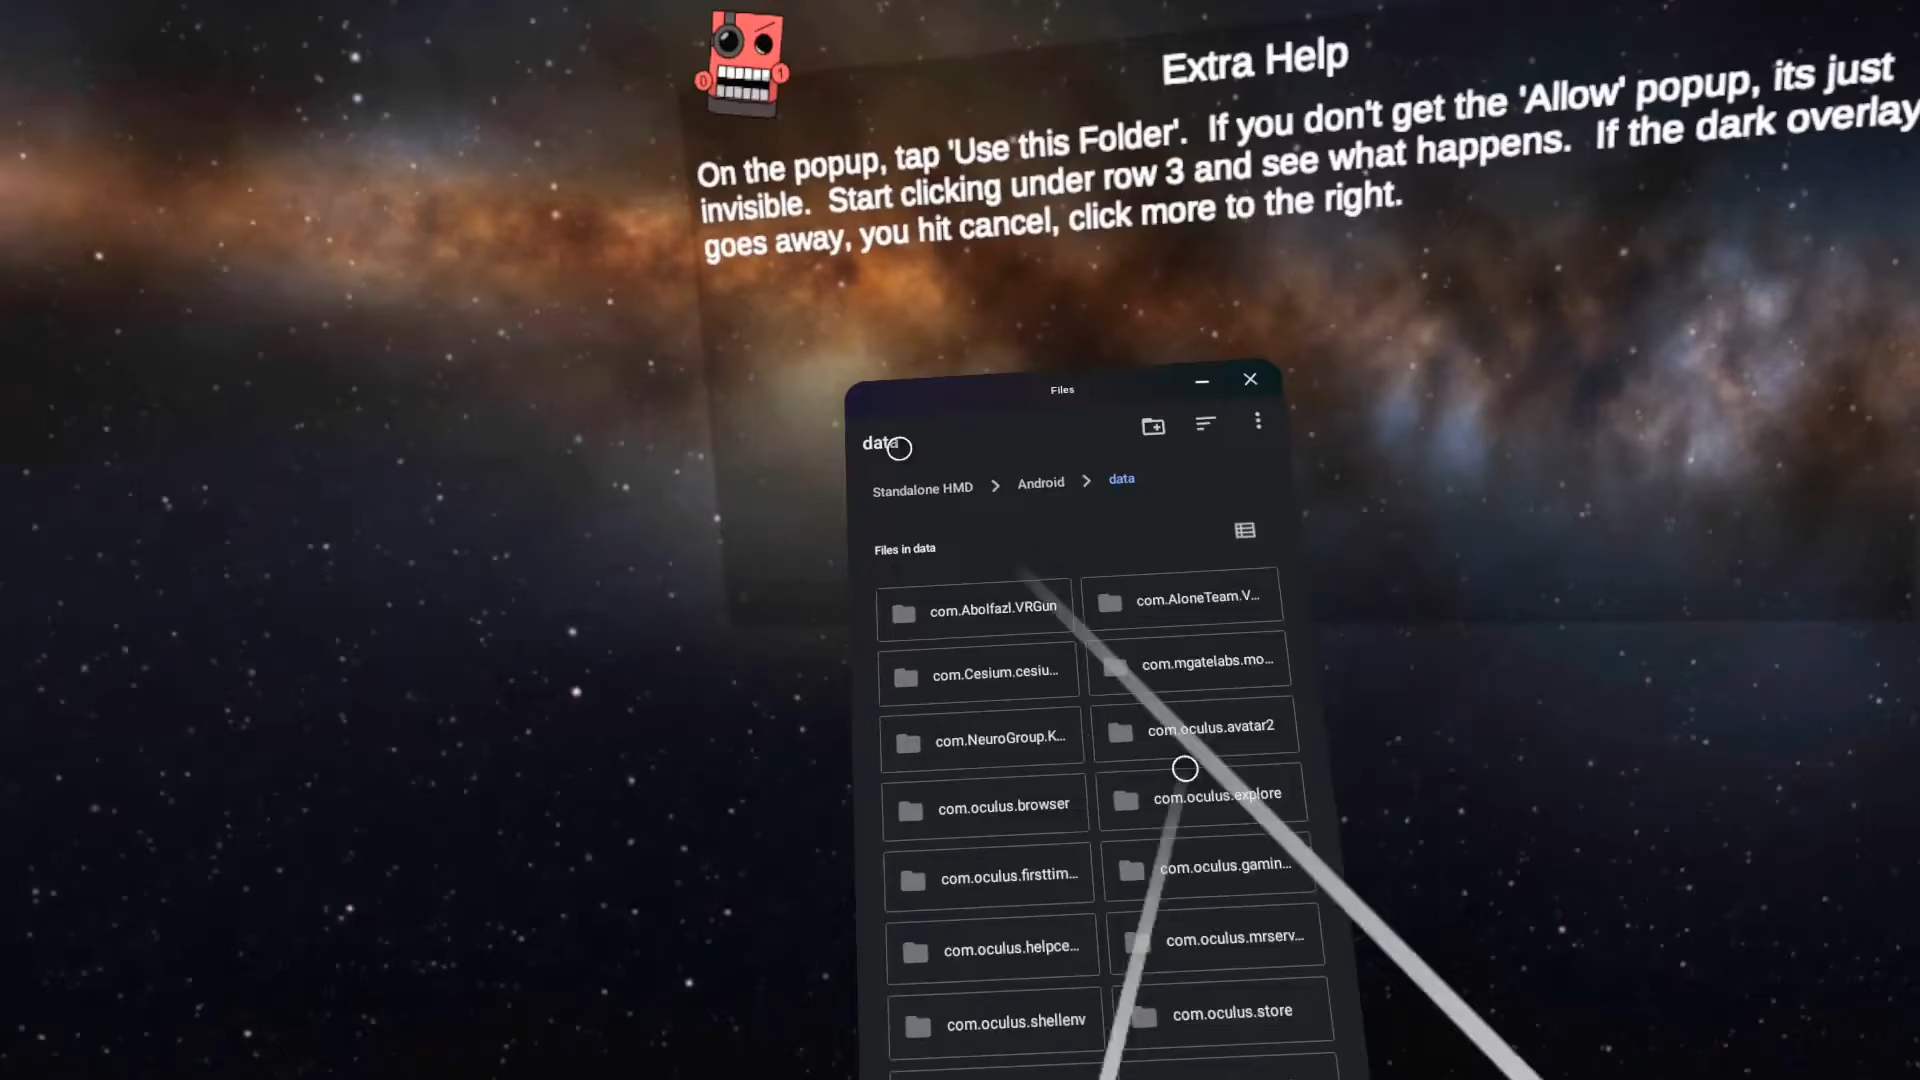 Extra Help
On the popup, tap 'Use this Folder'. If you don't get the 'Allow' popup, its just
invisible. Start clicking under row 3 and see what happens. If the dark overlay
goes away, you hit cancel, click more to the right.
0
1
Files
data
Standalone HMD > Android > data
Files in data
com.Abolfazl.VRGun
com.AloneTeam.V...
com.Cesium.cesiu...
com.mgatelabs.mo...
com.NeuroGroup.K...
com.oculus.avatar2
com.oculus.browser
com.oculus.explore
com.oculus.firsttim...
com.oculus.gamin...
com.oculus.helpce...
com.oculus.mrserv...
com.oculus.shellenv
com.oculus.store